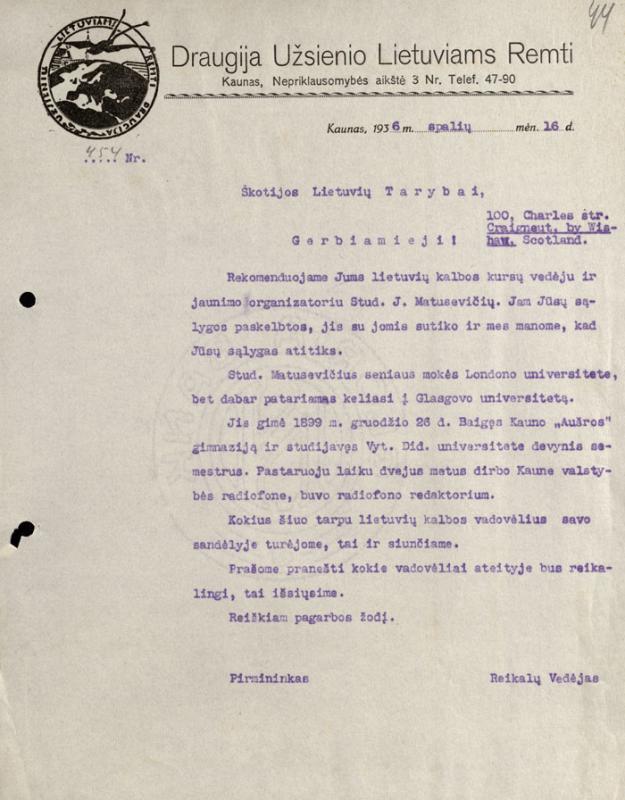 44
DRAUGIJA UŽSIENIO LIETUVIAMS REMTI
Draugija Užsienio Lietuviams Remti
Kaunas, Nepriklausomybės aikštė 3 Nr. Telef. 47-90
Kaunas, 1936 m. spalių mėn. 16 d.
454 Nr.
Škotijos Lietuvių Tarybai,
100, Charles str.
Craigneut, by Wis-
haw, Scotland.
Gerbiamieji!
Rekomenduojame Jums lietuvių kalbos kursų vedėju ir
jaunimo organizatoriu Stud. J. Matusevičių. Jam Jūsų są-
lygos paskelbtos, jis su jomis sutiko ir mes manome, kad
Jūsų sąlygas atitiks.
Stud. Matusevičius seniaus mokės Londono universitete,
bet dabar patariamas keliasi į Glasgovo universitetą.
Jis gimė 1899 m. gruodžio 26 d. Baigęs Kauno „Aušros"
gimnaziją ir studijavęs Vyt. Did. universitete devynis se-
mestrus. Pastaruoju laiku dvejus metus dirbo Kaune valsty-
bės radiofone, buvo radiofono redaktorium.
Kokius šiuo tarpu lietuvių kalbos vadovėlius savo
sandėlyje turėjome, tai ir siunčiame.
Prašome pranešti kokie vadovėliai ateityje bus reika-
lingi, tai išsiųsime.
Reiškiam pagarbos žodį.
Pirmininkas
Reikalų Vedėjas